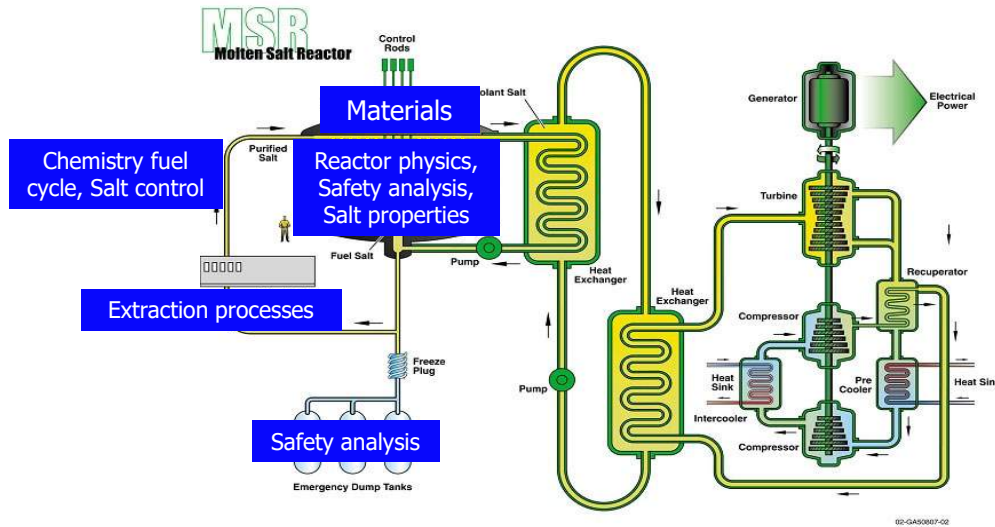 MSR
Molten Salt Reactor
Control
Rods
Materials
olant Salt
Purified
Salt
Chemistry fuel
cycle, Salt control
Reactor physics,
Safety analysis,
Salt properties
Fuel Salt
Pump
Heat
Exchanger
Extraction processes
Freeze
Plug
Safety analysis
Emergency Dump Tanks
Pump
Heat
Exchanger
Generator
Electrical
Power
Turbine
Recuperator
Compressor
Heat
Sink
Intercooler
Pre
Cooler
Heat Sin
Compressor
02-GA50807-02